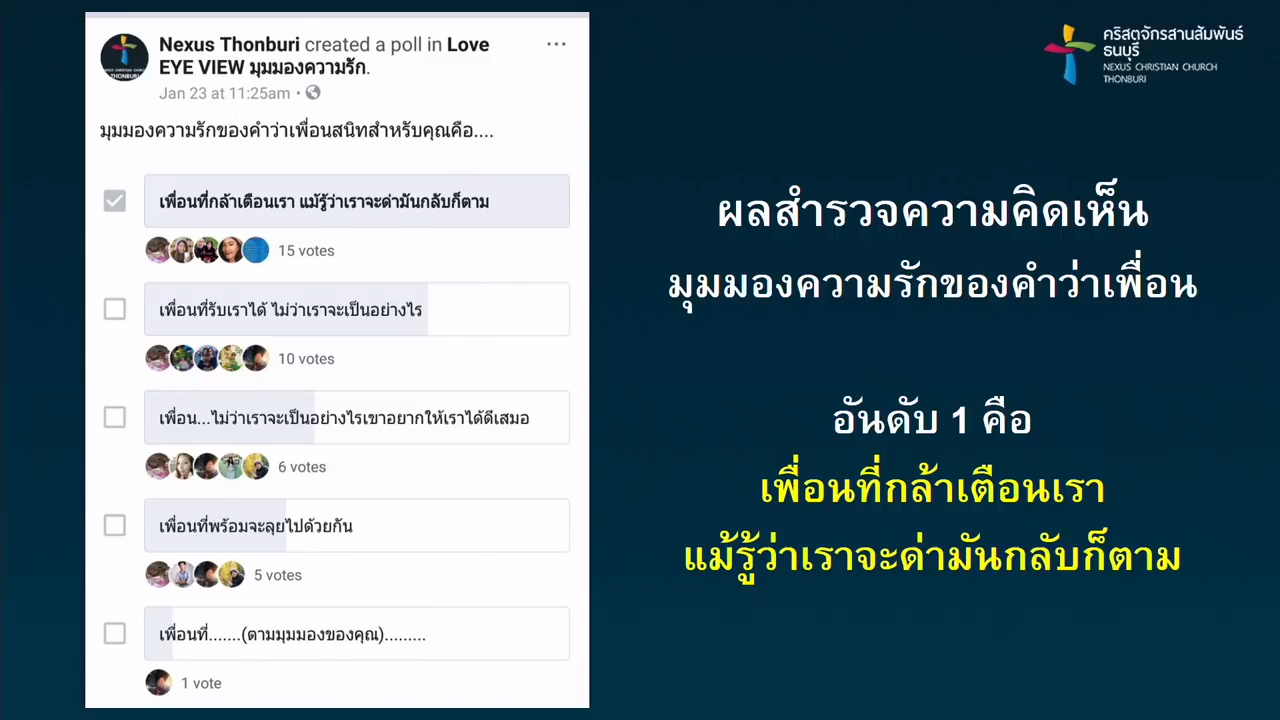 Nexus Thonburi created a poll in Love
EYE VIEW มุมมองความรัก.
Jan 23 at 11:25am
มุมมองความรักของคำว่าเพื่อนสนิทสำหรับคุณคือ....
เพื่อนที่กล้าเตือนเรา แม้รู้ว่าเราจะด่ามันกลับก็ตาม
15 votes
เพื่อนที่รับเราได้ ไม่ว่าเราจะเป็นอย่างไร
10 votes
เพื่อน...ไม่ว่าเราจะเป็นอย่างไรเขาอยากให้เราได้ดีเสมอ
6 votes
เพื่อนที่พร้อมจะลุยไปด้วยกัน
5 votes
เพื่อนที่.......(ตามมุมมองของคุณ).........
1 vote
คริสตจักรสานสัมพันธ์
ธนบุรี
NEXUS CHRISTIAN CHURCH
THONBURI
ผลสำรวจความคิดเห็น
มุมมองความรักของคำว่าเพื่อน
อันดับ 1 คือ
เพื่อนที่กล้าเตือนเรา
แม้รู้ว่าเราจะด่ามันกลับก็ตาม